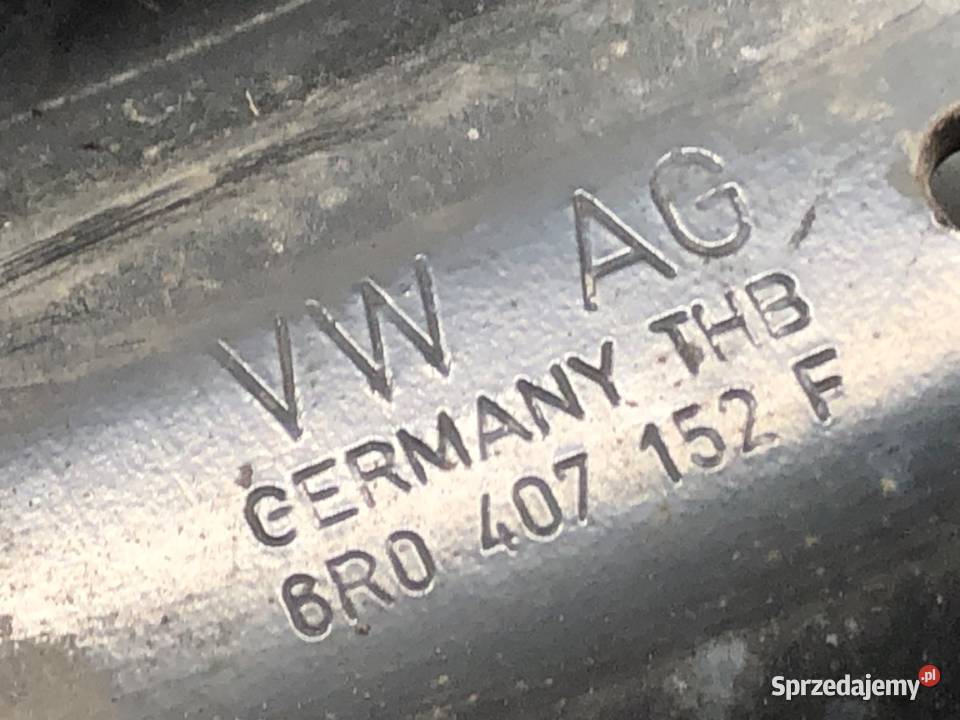 VW AG
GERMANY THB
6R0 407 152 F
Sprzedajemy.pl